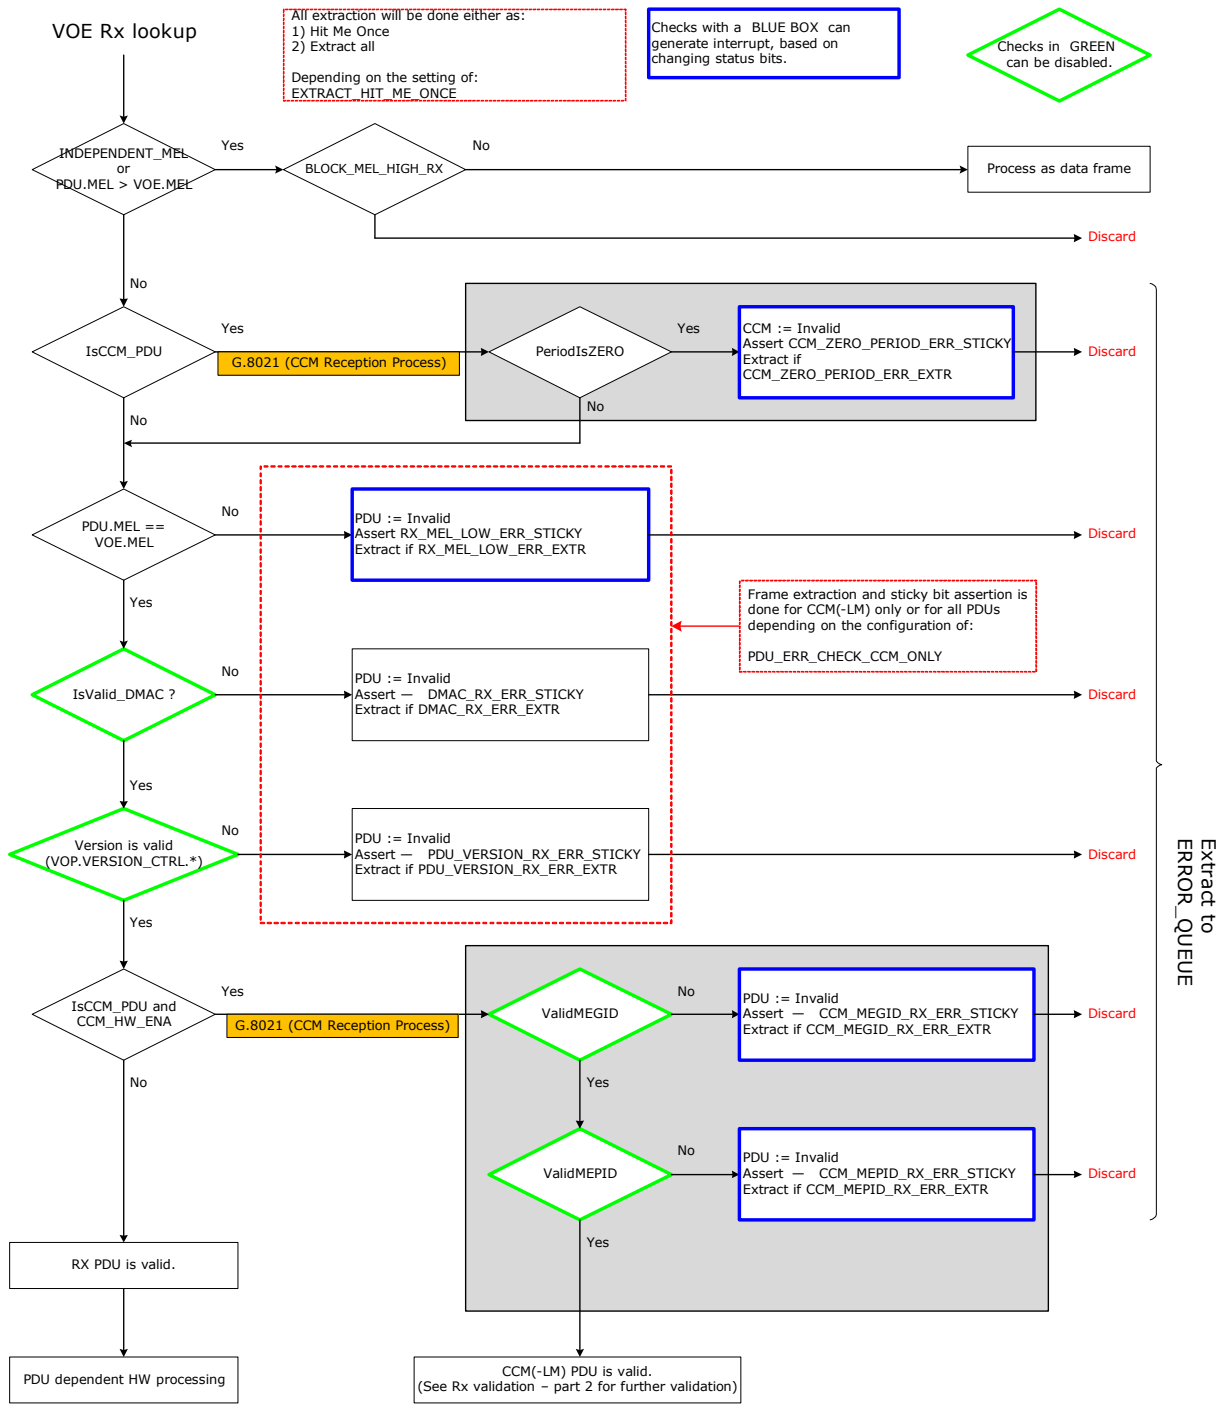 VOE Rx lookup
All extraction will be done either as:
1) Hit Me Once
2) Extract all
Depending on the setting of:
EXTRACT_HIT_ME_ONCE
Checks with a BLUE BOX can
generate interrupt, based on
changing status bits.
Checks in GREEN
can be disabled.
INDEPENDENT_MEL
or
PDU.MEL > VOE.MEL
Yes
BLOCK_MEL_HIGH_RX
No
Process as data frame
Discard
No
IsCCM_PDU
Yes
G.8021 (CCM Reception Process)
PeriodIsZERO
Yes
CCM := Invalid
Assert CCM_ZERO_PERIOD_ERR_STICKY
Extract if
CCM_ZERO_PERIOD_ERR_EXTR
Discard
No
No
PDU.MEL ==
VOE.MEL
No
PDU := Invalid
Assert RX_MEL_LOW_ERR_STICKY
Extract if RX_MEL_LOW_ERR_EXTR
Discard
Yes
Frame extraction and sticky bit assertion is
done for CCM(-LM) only or for all PDUs
depending on the configuration of:
PDU_ERR_CHECK_CCM_ONLY
IsValid_DMAC ?
No
PDU := Invalid
Assert — DMAC_RX_ERR_STICKY
Extract if DMAC_RX_ERR_EXTR
Discard
Yes
Version is valid
(VOP.VERSION_CTRL.*)
No
PDU := Invalid
Assert — PDU_VERSION_RX_ERR_STICKY
Extract if PDU_VERSION_RX_ERR_EXTR
Discard
Extract to
ERROR_QUEUE
Yes
IsCCM_PDU and
CCM_HW_ENA
Yes
G.8021 (CCM Reception Process)
ValidMEGID
No
PDU := Invalid
Assert — CCM_MEGID_RX_ERR_STICKY
Extract if CCM_MEGID_RX_ERR_EXTR
Discard
No
Yes
ValidMEPID
No
PDU := Invalid
Assert — CCM_MEPID_RX_ERR_STICKY
Extract if CCM_MEPID_RX_ERR_EXTR
Discard
Yes
RX PDU is valid.
PDU dependent HW processing
CCM(-LM) PDU is valid.
(See Rx validation – part 2 for further validation)